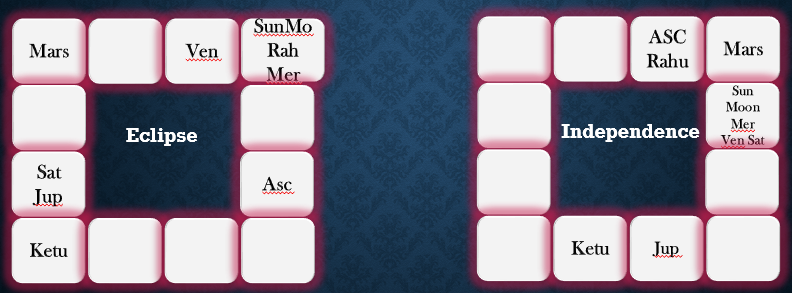 Mars
Ven
SunMo
Rah
Mer
Eclipse
Sat
Jup
Asc
Ketu
ASC
Rahu
Mars
Independence
Sun
Moon
Mer
Ven Sat
Ketu
Jup